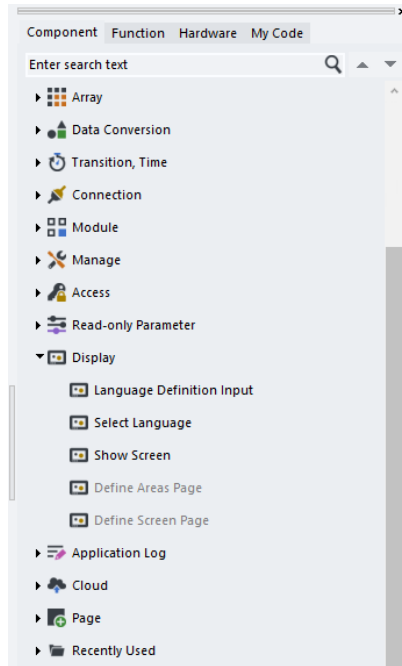 Component Function Hardware My Code
Enter search text
Array
Data Conversion
Transition, Time
Connection
Module
Manage
Access
Read-only Parameter
Display
Language Definition Input
Select Language
Show Screen
Define Areas Page
Define Screen Page
Application Log
Cloud
Page
Recently Used